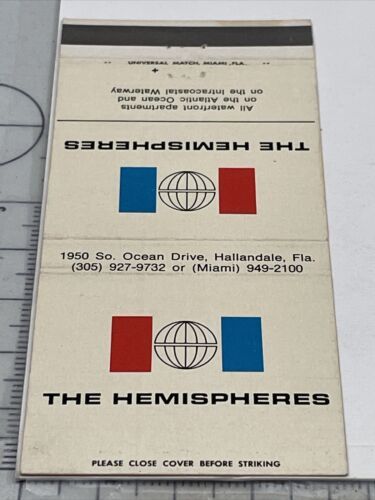 UNIVERSAL MATCH, MIAMI, FLA.
All waterfront apartments
on the Atlantic Ocean and
on the Intracoastal Waterway
THE HEMISPHERES
1950 So. Ocean Drive, Hallandale, Fla.
(305) 927-9732 or (Miami) 949-2100
THE HEMISPHERES
PLEASE CLOSE COVER BEFORE STRIKING